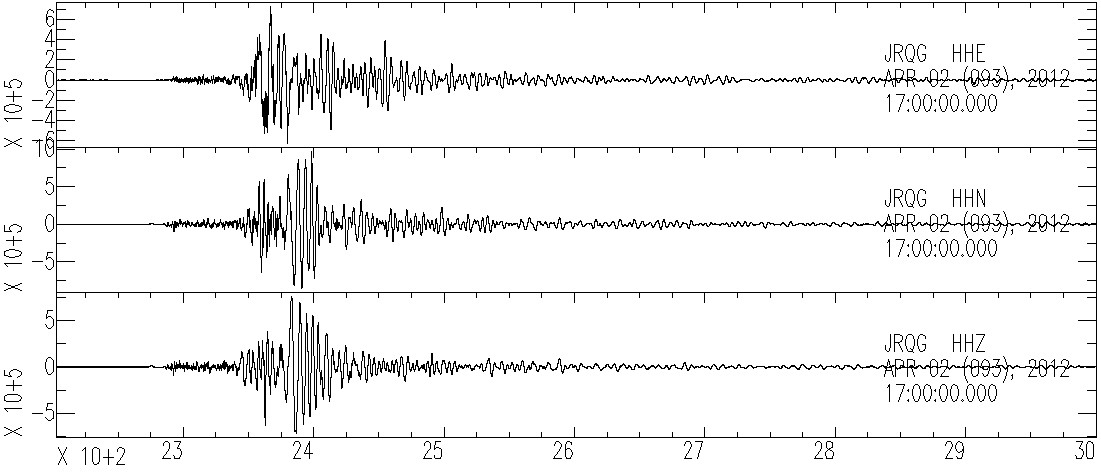 6
4
2
0
-2
-4
-6
X 10+5
JRQG HHE
APR 02 (093), 2012
17:00:00.000
10
5
0
-5
X 10+5
JRQG HHN
APR 02 (093), 2012
17:00:00.000
5
0
-5
X 10+5
JRQG HHZ
APR 02 (093), 2012
17:00:00.000
X 10+2 23 24 25 26 27 28 29 30